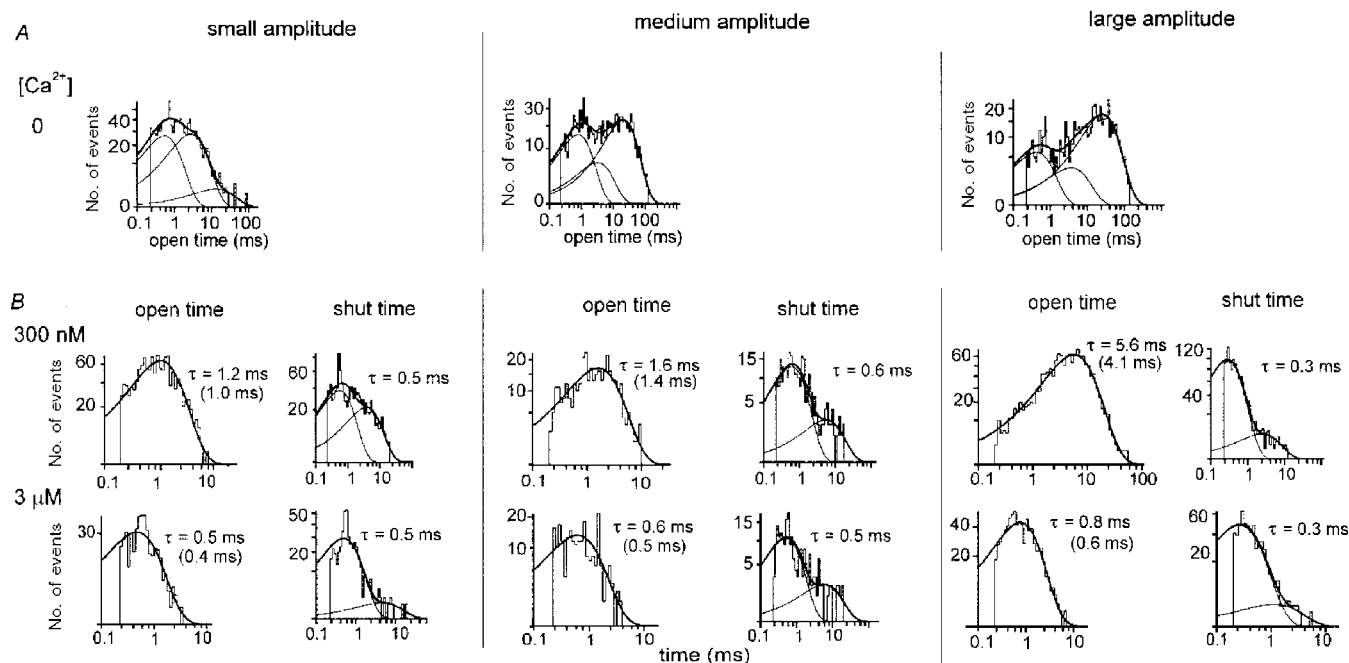 A
small amplitude
medium amplitude
large amplitude
[Ca2+]
0
No. of events
40
20
0
0.1 1 10 100
open time (ms)
No. of events
30
10
0
0.1 1 10 100
open time (ms)
No. of events
20
10
0
0.1 1 10 100
open time (ms)
B
open time
shut time
open time
shut time
open time
shut time
300 nM
No. of events
60
20
τ = 1.2 ms
(1.0 ms)
0.1 1 10
60
20
τ = 0.5 ms
0.1 1 10
20
10
τ = 1.6 ms
(1.4 ms)
0.1 1 10
15
5
τ = 0.6 ms
0.1 1 10
60
20
τ = 5.6 ms
(4.1 ms)
0.1 1 10 100
120
40
τ = 0.3 ms
0.1 1 10
3 μM
No. of events
30
τ = 0.5 ms
(0.4 ms)
0.1 1 10
50
20
τ = 0.5 ms
0.1 1 10
20
10
τ = 0.6 ms
(0.5 ms)
0.1 1 10
15
5
τ = 0.5 ms
0.1 1 10
40
20
τ = 0.8 ms
(0.6 ms)
0.1 1 10
60
20
τ = 0.3 ms
0.1 1 10
time (ms)